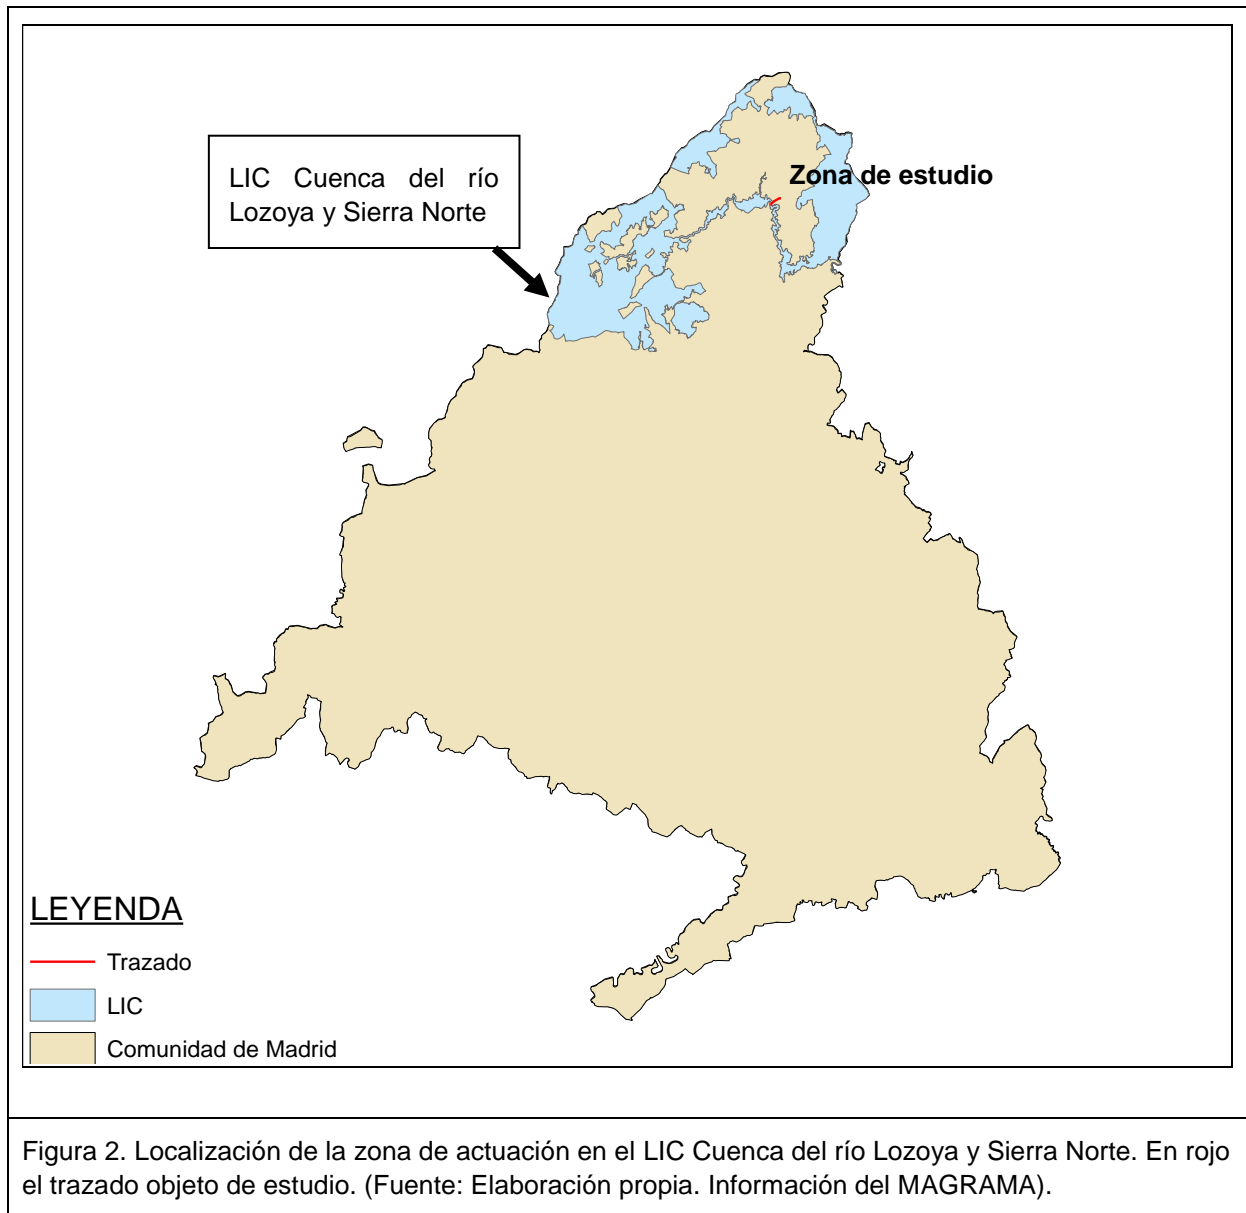 LIC Cuenca del río
Lozoya y Sierra Norte
Zona de estudio
LEYENDA
Trazado
LIC
Comunidad de Madrid
Figura 2. Localización de la zona de actuación en el LIC Cuenca del río Lozoya y Sierra Norte. En rojo
el trazado objeto de estudio. (Fuente: Elaboración propia. Información del MAGRAMA).